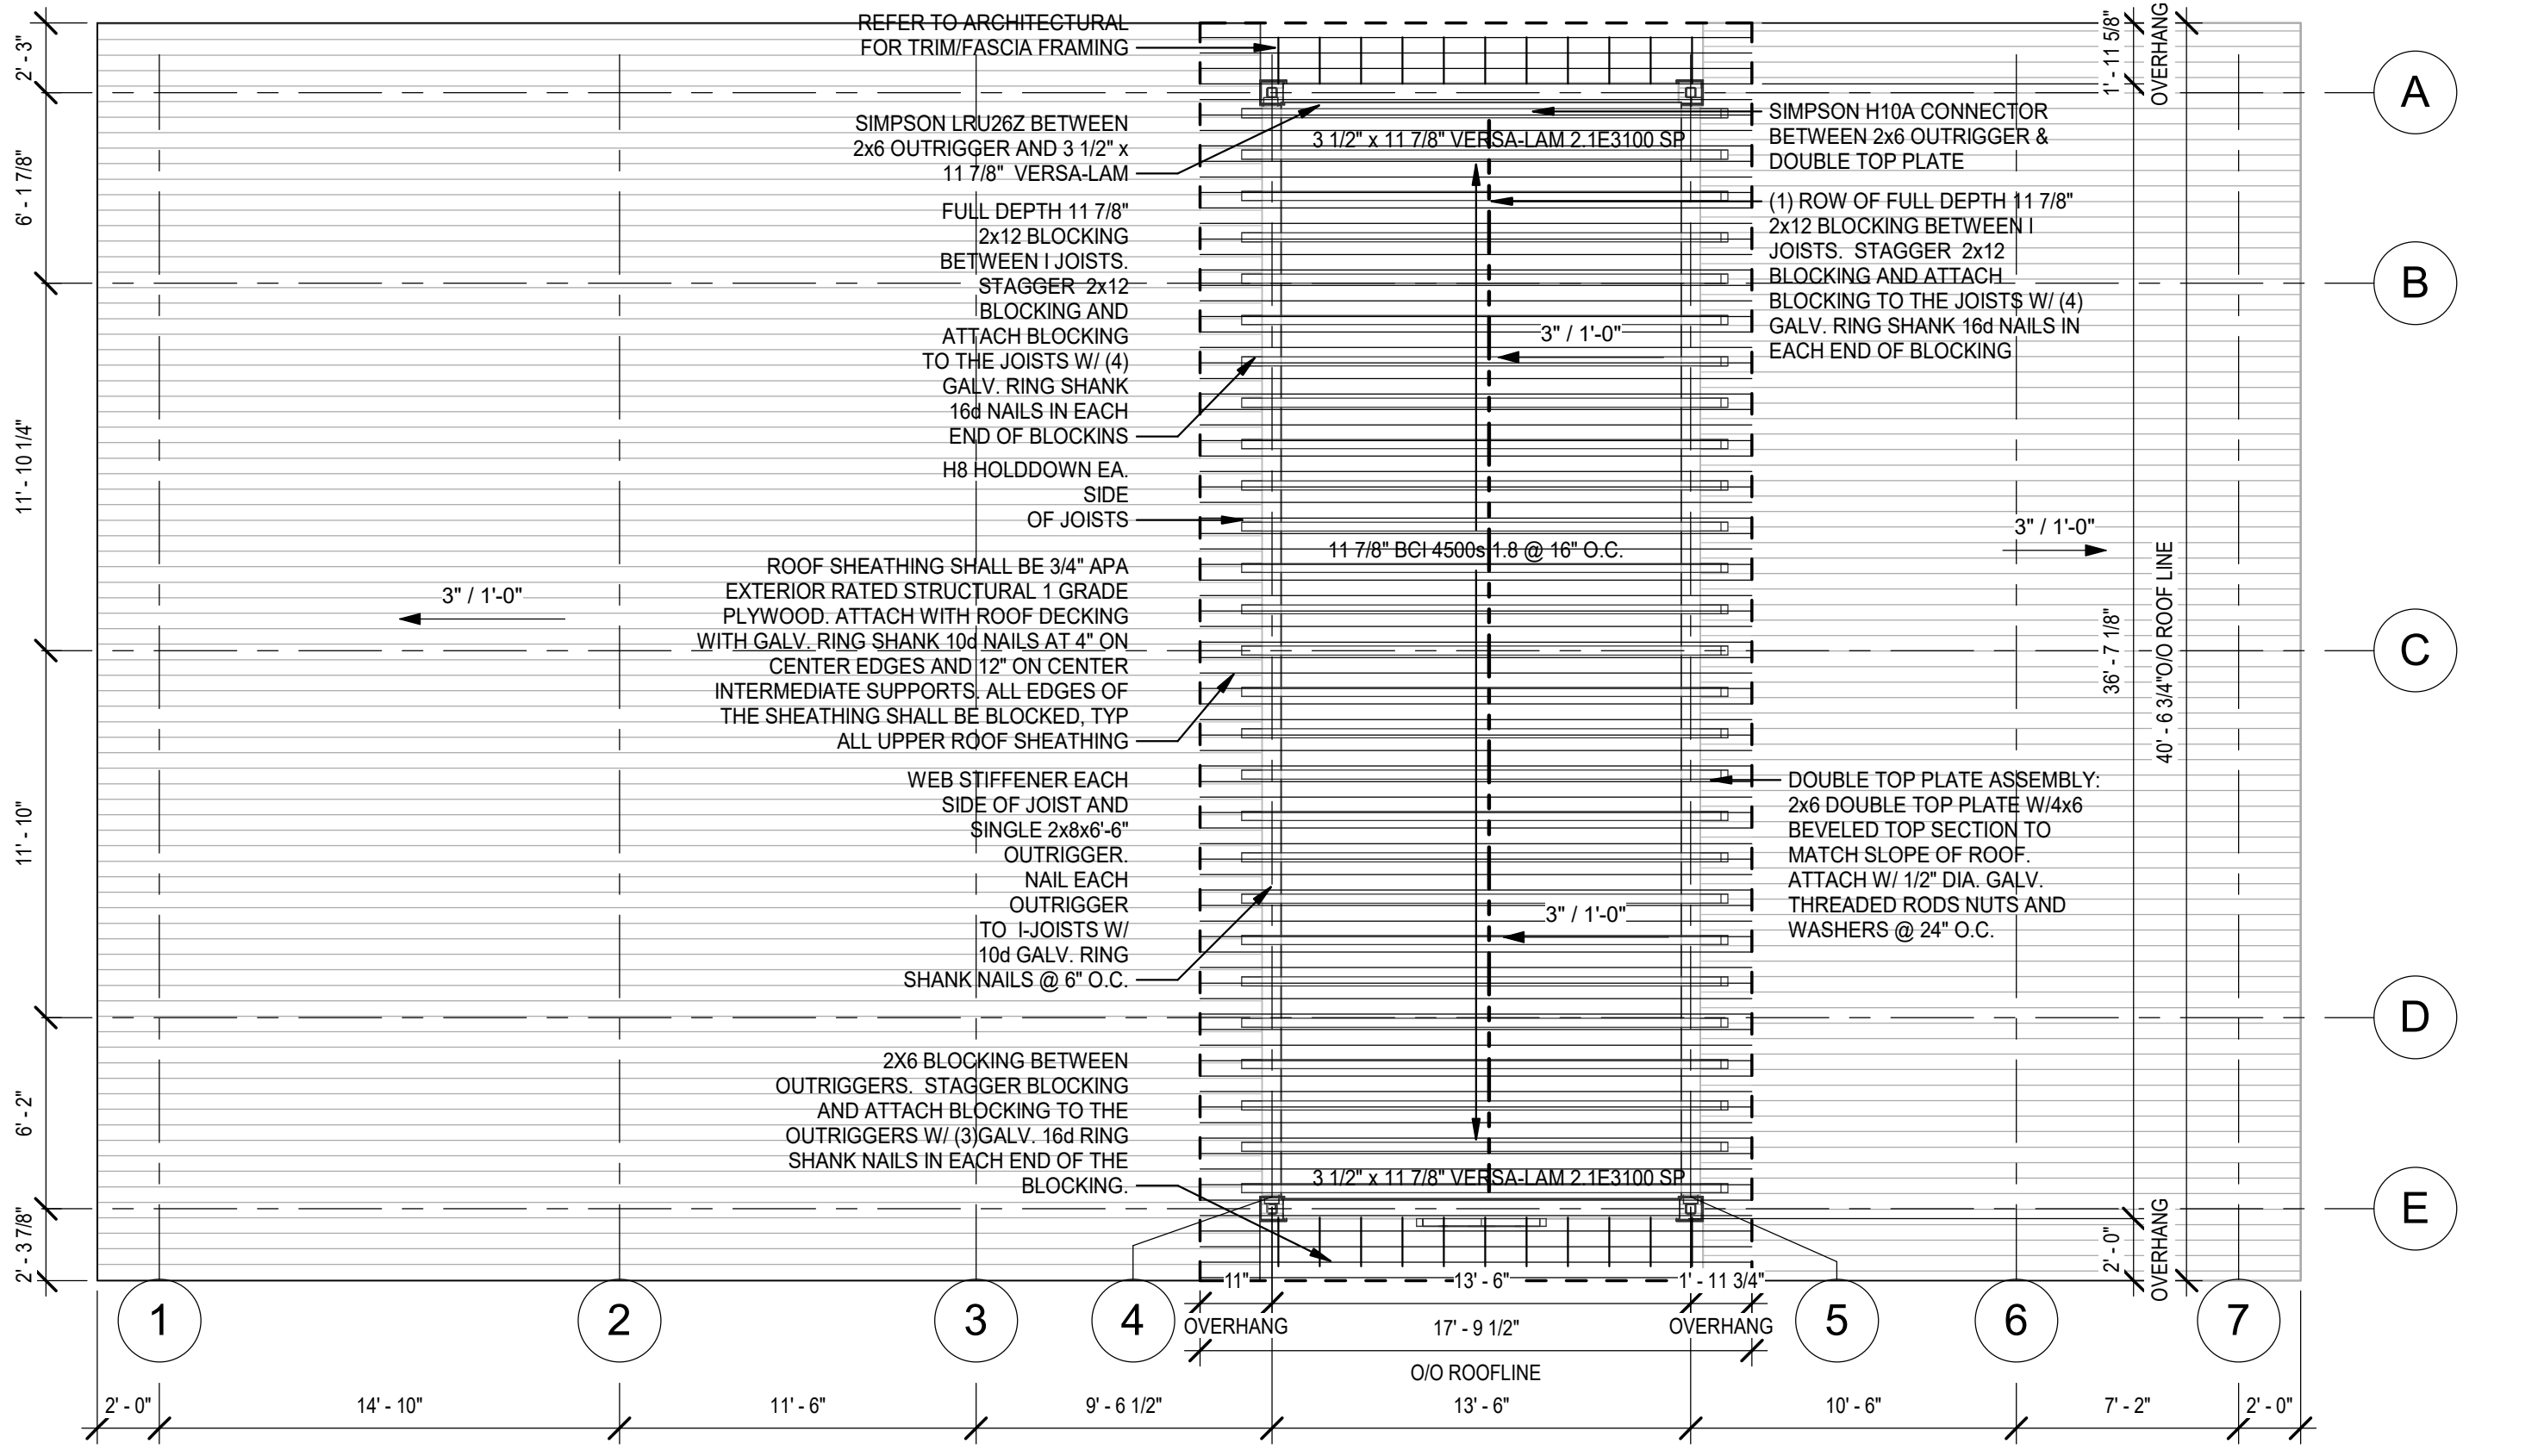 REFER TO ARCHITECTURAL
FOR TRIM/FASCIA FRAMING
SIMPSON LRU26Z BETWEEN
2x6 OUTRIGGER AND 3 1/2" x
11 7/8" VERSA-LAM
FULL DEPTH 11 7/8"
2x12 BLOCKING
BETWEEN I JOISTS.
STAGGER 2x12
BLOCKING AND
ATTACH BLOCKING
TO THE JOISTS W/ (4)
GALV. RING SHANK
16d NAILS IN EACH
END OF BLOCKINS
H8 HOLDDOWN EA.
SIDE
OF JOISTS
ROOF SHEATHING SHALL BE 3/4" APA
EXTERIOR RATED STRUCTURAL 1 GRADE
PLYWOOD. ATTACH WITH ROOF DECKING
WITH GALV. RING SHANK 10d NAILS AT 4" ON
CENTER EDGES AND 12" ON CENTER
INTERMEDIATE SUPPORTS. ALL EDGES OF
THE SHEATHING SHALL BE BLOCKED, TYP
ALL UPPER ROOF SHEATHING
WEB STIFFENER EACH
SIDE OF JOIST AND
SINGLE 2x8x6'-6"
OUTRIGGER.
NAIL EACH
OUTRIGGER
TO I-JOISTS W/
10d GALV. RING
SHANK NAILS @ 6" O.C.
2X6 BLOCKING BETWEEN
OUTRIGGERS. STAGGER BLOCKING
AND ATTACH BLOCKING TO THE
OUTRIGGERS W/ (3)GALV. 16d RING
SHANK NAILS IN EACH END OF THE
BLOCKING.
3 1/2" x 11 7/8" VERSA-LAM 2.1E3100 SP
3" / 1'-0"
11 7/8" BCI 4500s 1.8 @ 16" O.C.
3" / 1'-0"
3 1/2" x 11 7/8" VERSA-LAM 2.1E3100 SP
3" / 1'-0"
3" / 1'-0"
SIMPSON H10A CONNECTOR
BETWEEN 2x6 OUTRIGGER &
DOUBLE TOP PLATE
(1) ROW OF FULL DEPTH 11 7/8"
2x12 BLOCKING BETWEEN I
JOISTS. STAGGER 2x12
BLOCKING AND ATTACH
BLOCKING TO THE JOISTS W/ (4)
GALV. RING SHANK 16d NAILS IN
EACH END OF BLOCKING
DOUBLE TOP PLATE ASSEMBLY:
2x6 DOUBLE TOP PLATE W/4x6
BEVELED TOP SECTION TO
MATCH SLOPE OF ROOF.
ATTACH W/ 1/2" DIA. GALV.
THREADED RODS NUTS AND
WASHERS @ 24" O.C.
2' - 3"
6' - 1 7/8"
11' - 10 1/4"
11' - 10"
6' - 2"
2' - 3 7/8"
1' - 11 5/8"
OVERHANG
36' - 7 1/8"
40' - 6 3/4"O/O ROOF LINE
2' - 0"
OVERHANG
A
B
C
D
E
11"
13' - 6"
1' - 11 3/4"
1
2
3
4
5
6
7
OVERHANG
17' - 9 1/2"
OVERHANG
O/O ROOFLINE
2' - 0"
14' - 10"
11' - 6"
9' - 6 1/2"
13' - 6"
10' - 6"
7' - 2"
2' - 0"